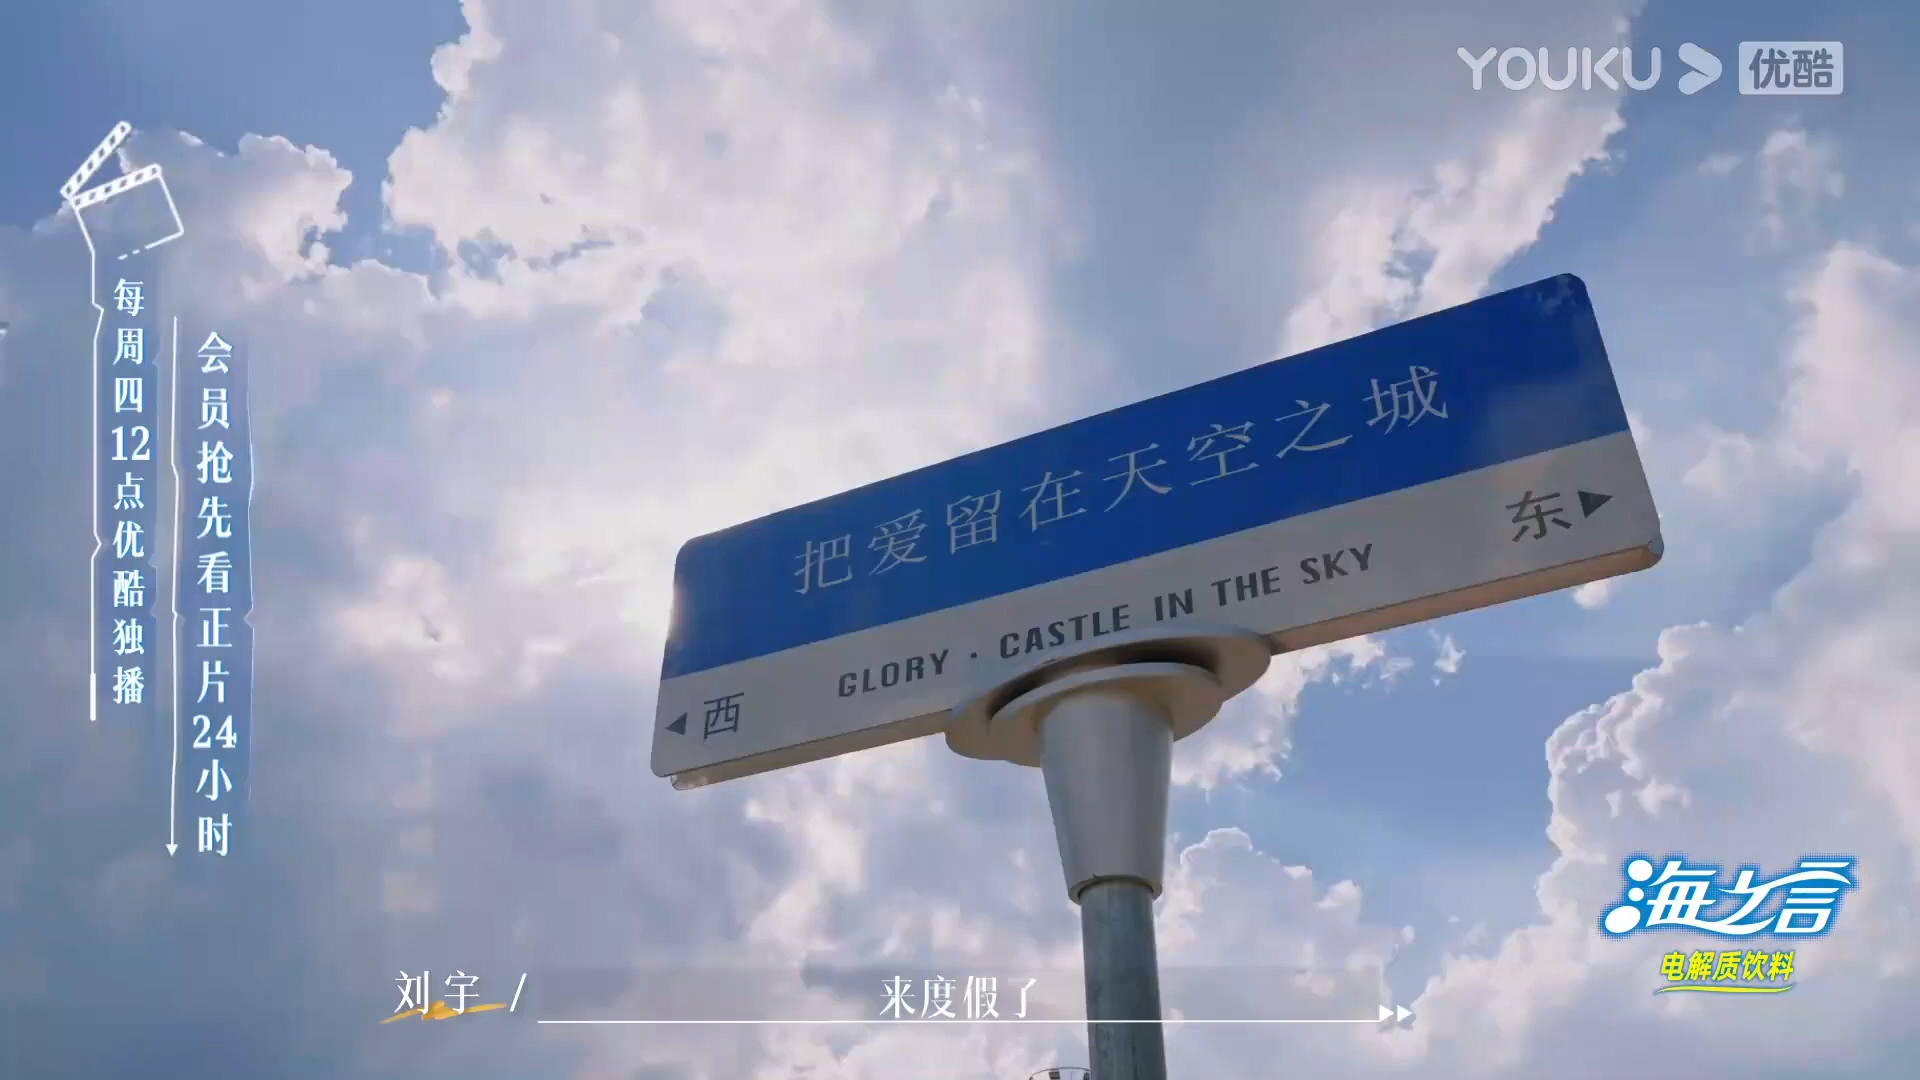 YOUKU 优酷
每周四12点优酷独播
会员抢先看正片24小时
把爱留在天空之城
GLORY · CASTLE IN THE SKY
西
东
海之言
电解质饮料
刘宇 / 来度假了